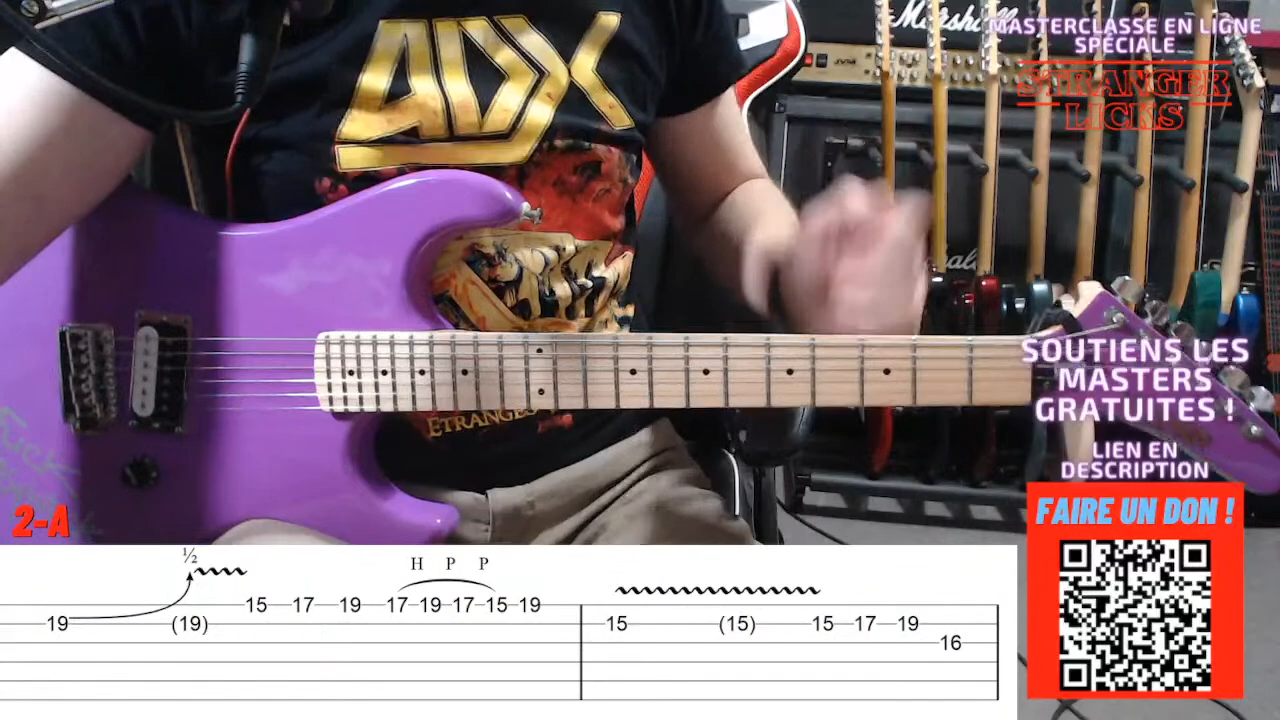 Marshall
MASTERCLASSE EN LIGNE
SPÉCIALE
STRANGER
LICKS
ADX
SOUTIENS LES
MASTERS
GRATUITES !
LIEN EN
DESCRIPTION
FAIRE UN DON !
2-A
½
H P P
15 17 19 17 19 17 15 19
19 (19) 15 (15) 15 17 19
16